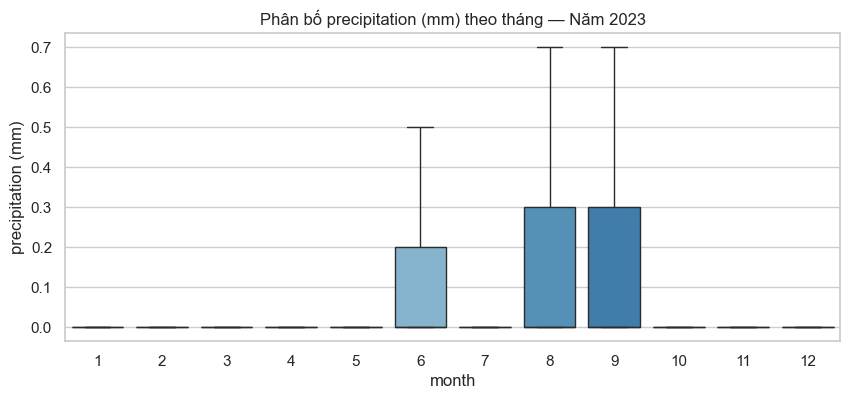 Phân bố precipitation (mm) theo tháng — Năm 2023
precipitation (mm)
0.7
0.6
0.5
0.4
0.3
0.2
0.1
0.0
1 2 3 4 5 6 7 8 9 10 11 12
month